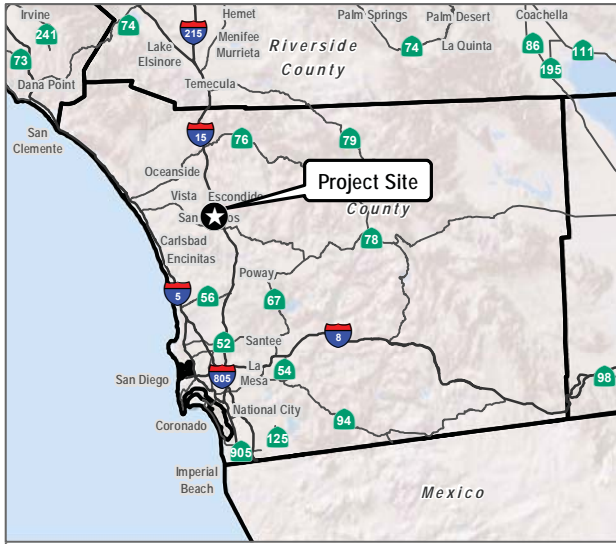 Irvine
241
74
73
Dana Point
San
Clemente
Lake
Elsinore
215
Hemet
Menifee
Murrieta
Temecula
Riverside
County
Palm Springs
Palm Desert
Coachella
74
La Quinta
86
111
195
15
76
79
Oceanside
Vista
Escondido
Project Site
San
os
County
Carlsbad
Encinitas
78
5
56
Poway
67
52
Santee
8
San Diego
805
La
Mesa
54
98
Coronado
National City
94
125
905
Imperial
Beach
Mexico